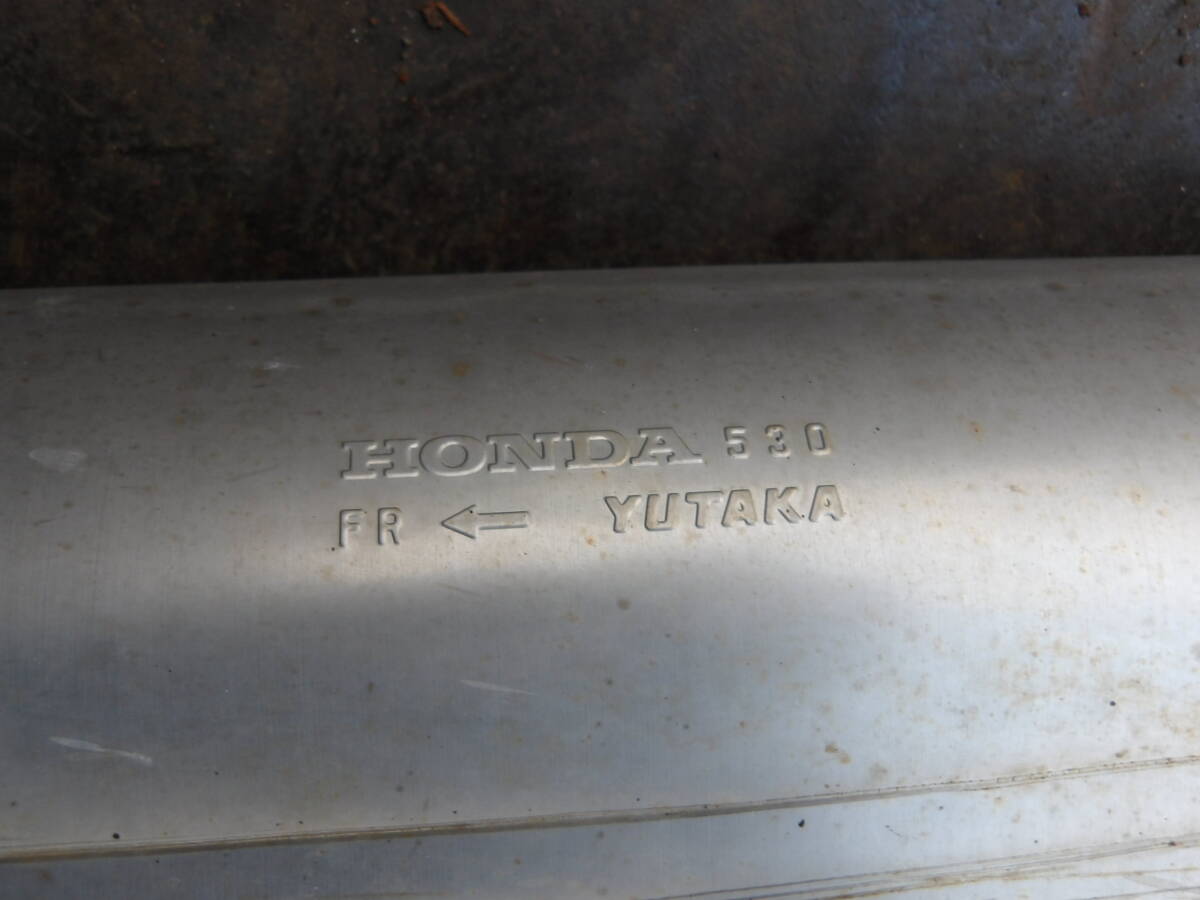 HONDA 530
FR ← YUTAKA